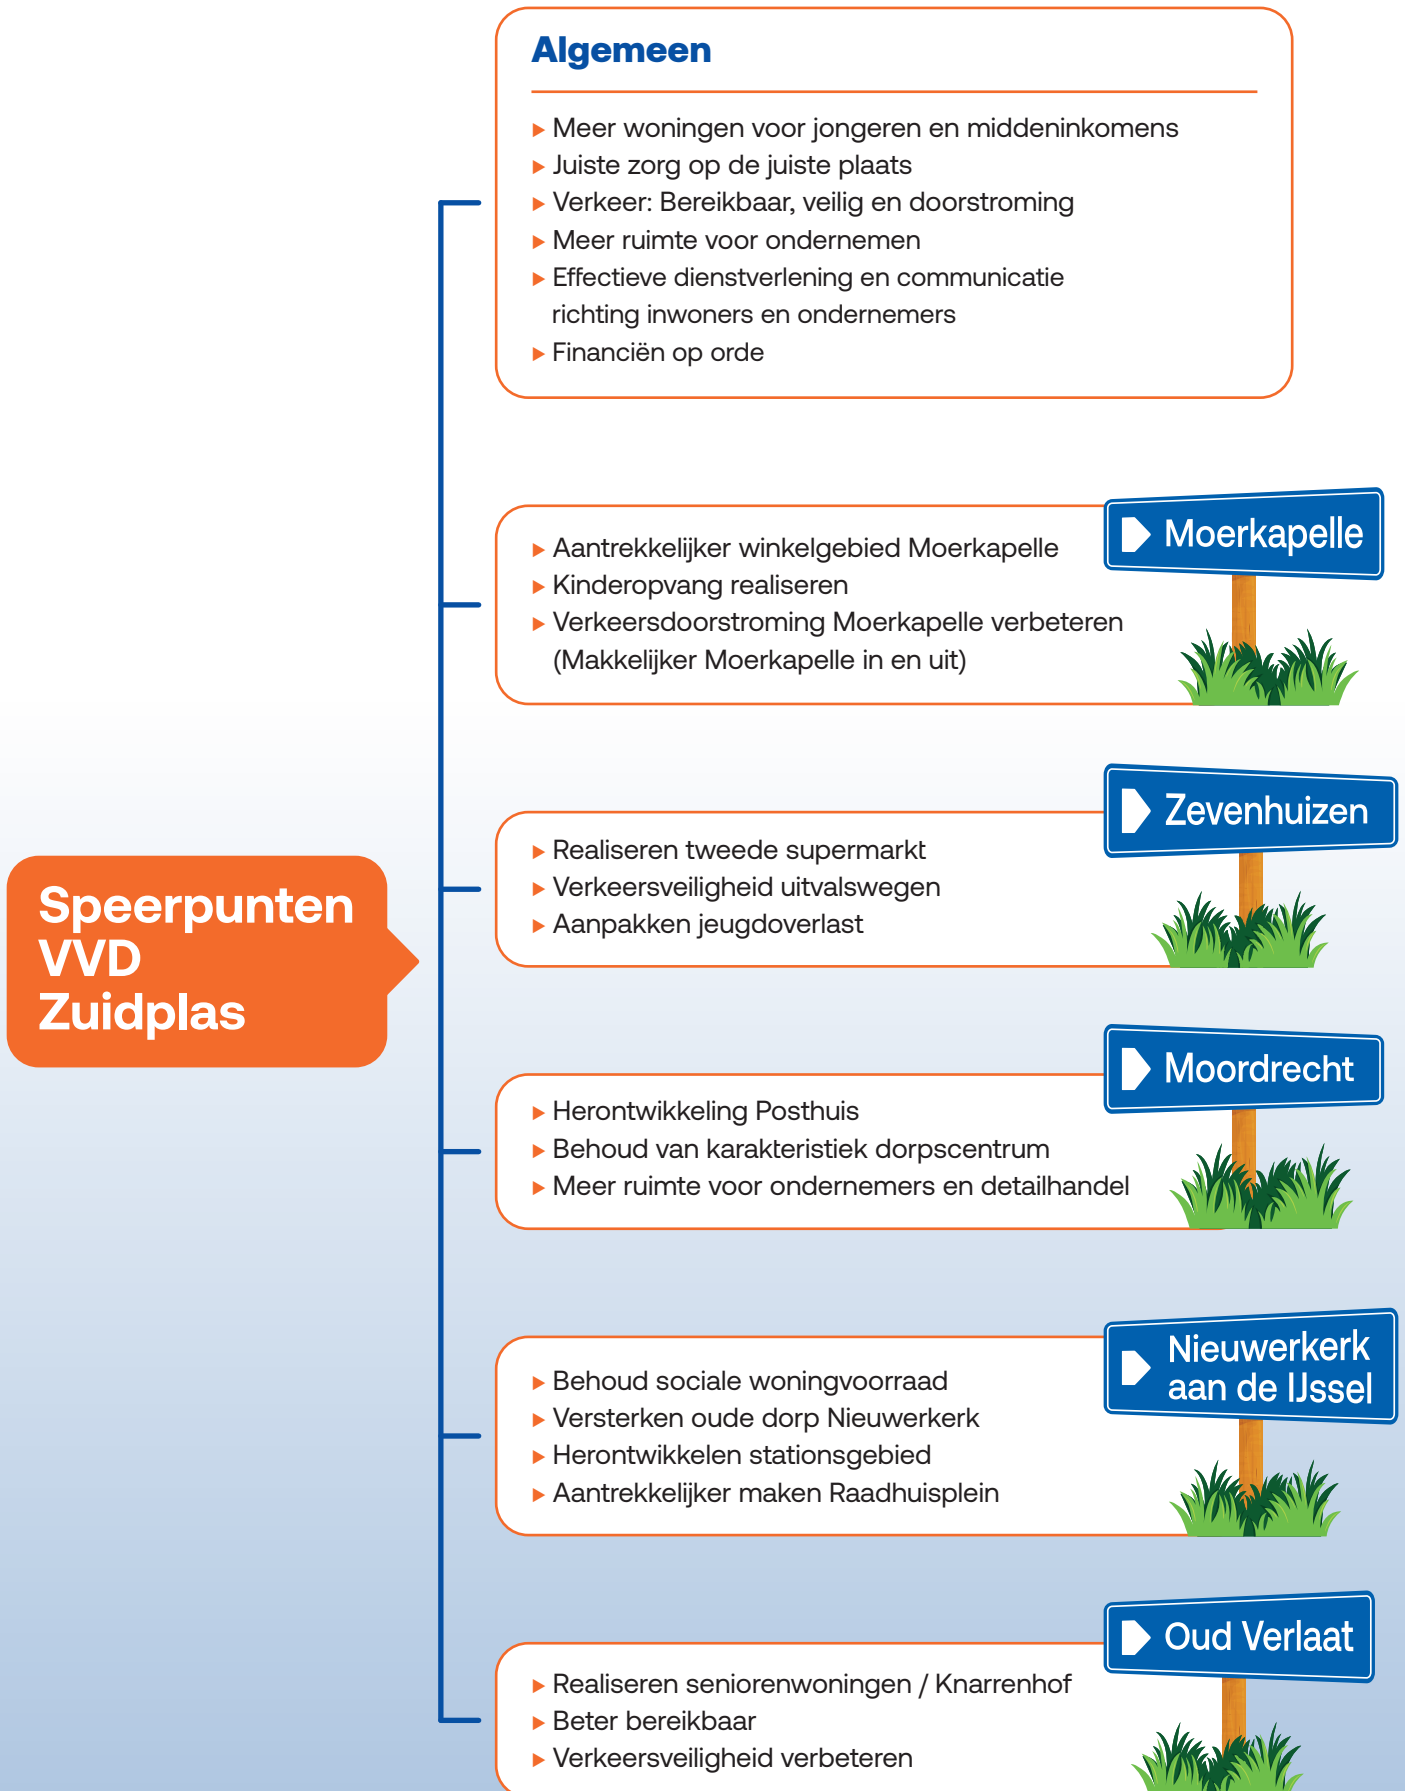 Algemeen
Meer woningen voor jongeren en middeninkomens
Juiste zorg op de juiste plaats
Verkeer: Bereikbaar, veilig en doorstroming
Meer ruimte voor ondernemen
Effectieve dienstverlening en communicatie
richting inwoners en ondernemers
Financiën op orde
Moerkapelle
Aantrekkelijker winkelgebied Moerkapelle
Kinderopvang realiseren
Verkeersdoorstroming Moerkapelle verbeteren
(Makkelijker Moerkapelle in en uit)
Zevenhuizen
Realiseren tweede supermarkt
Verkeersveiligheid uitvalswegen
Aanpakken jeugdoverlast
Speerpunten
VVD
Zuidplas
Moordrecht
Herontwikkeling Posthuis
Behoud van karakteristiek dorpscentrum
Meer ruimte voor ondernemers en detailhandel
Nieuwerkerk
aan de IJssel
Behoud sociale woningvoorraad
Versterken oude dorp Nieuwerkerk
Herontwikkelen stationsgebied
Aantrekkelijker maken Raadhuisplein
Oud Verlaat
Realiseren seniorenwoningen / Knarrenhof
Beter bereikbaar
Verkeersveiligheid verbeteren